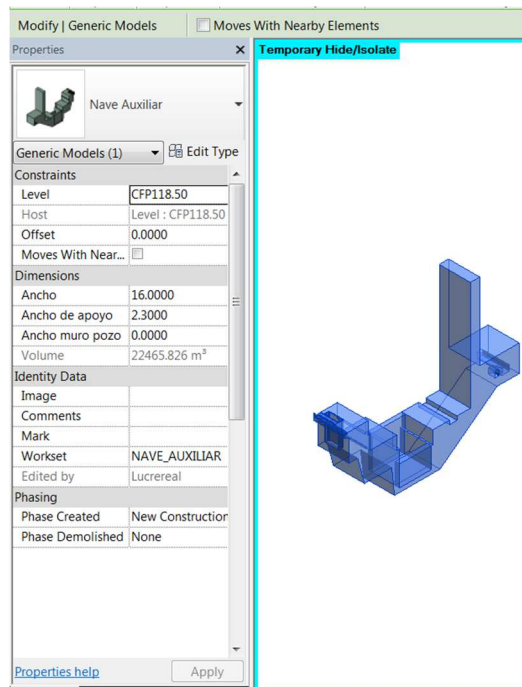 Modify | Generic Models
Moves With Nearby Elements
Properties
Temporary Hide/Isolate
Nave Auxiliar
Generic Models (1)
Edit Type
Constraints
Level CFP118.50
Host Level : CFP118.50
Offset 0.0000
Moves With Near...
Dimensions
Ancho 16.0000
Ancho de apoyo 2.3000
Ancho muro pozo 0.0000
Volume 22465.826 m³
Identity Data
Image
Comments
Mark
Workset NAVE_AUXILIAR
Edited by Lucrereal
Phasing
Phase Created New Construction
Phase Demolished None
Properties help
Apply